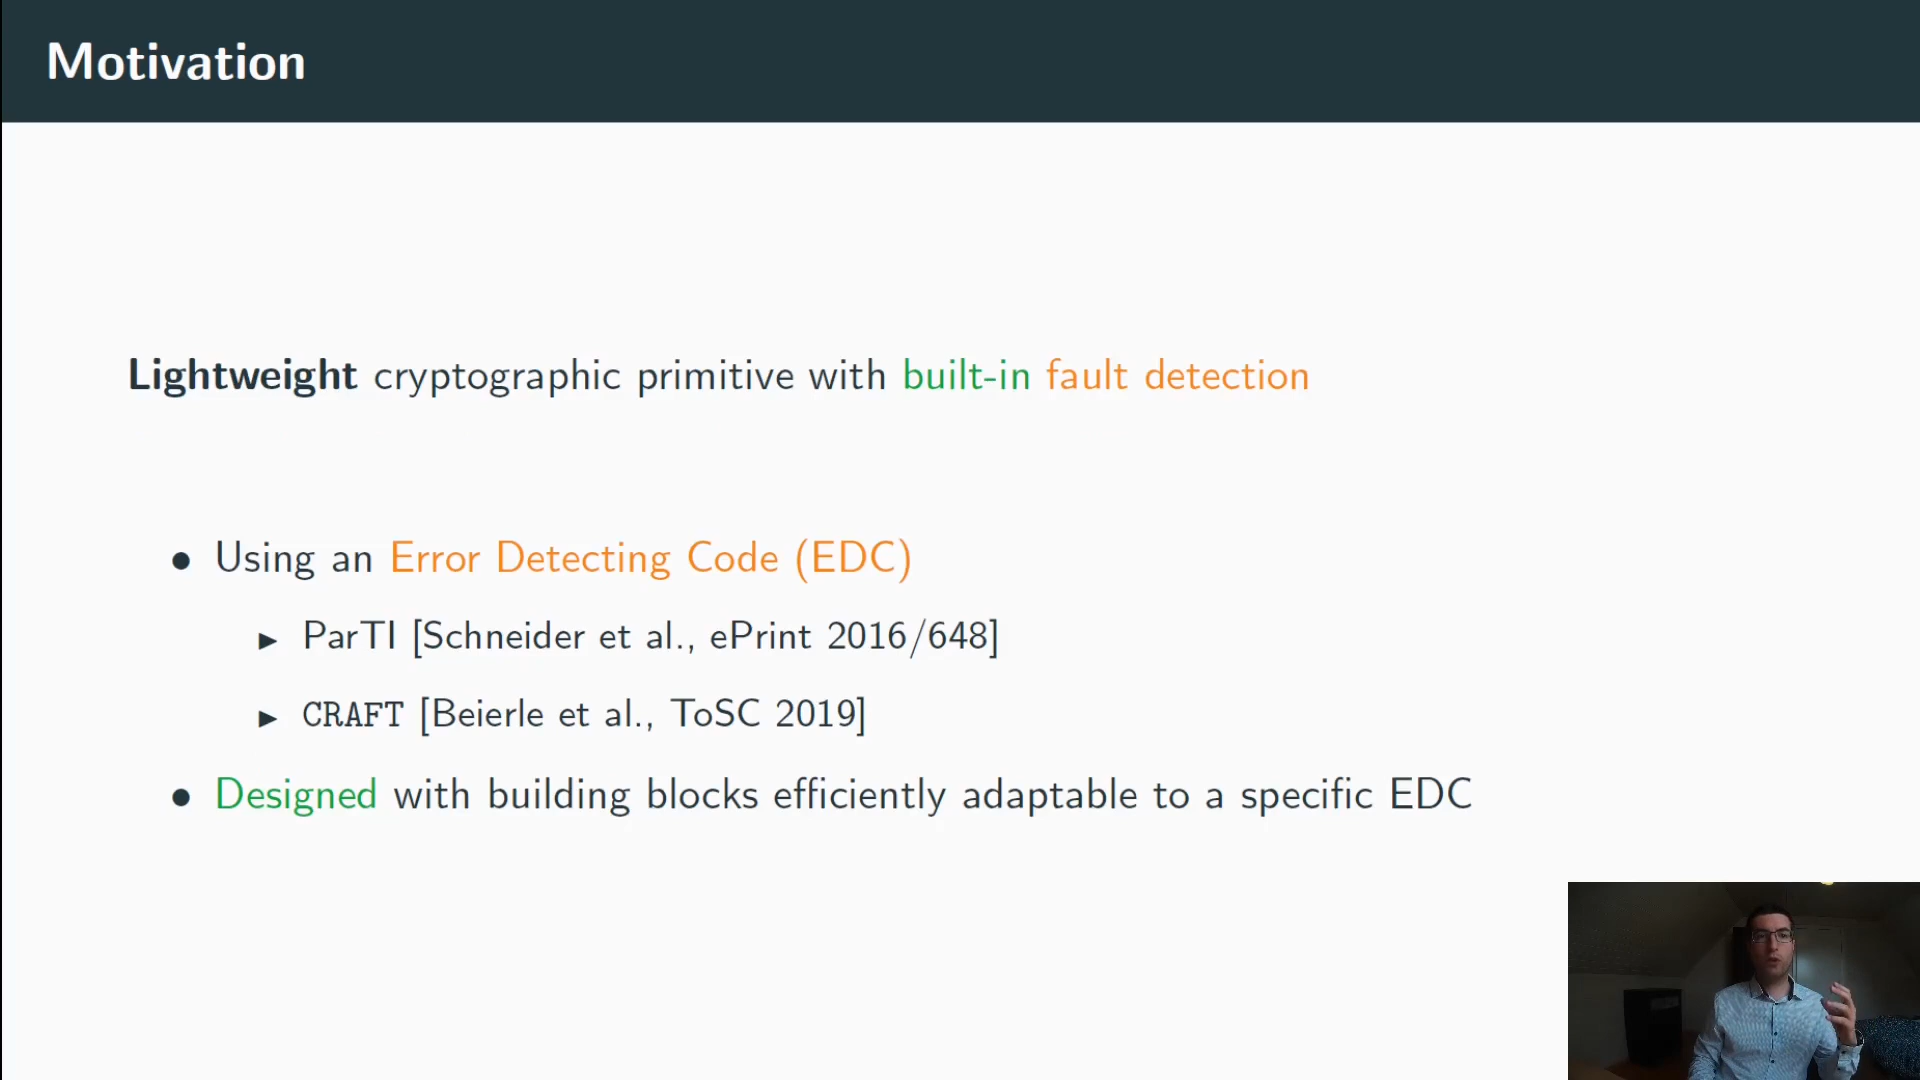 Motivation
Lightweight cryptographic primitive with built-in fault detection
• Using an Error Detecting Code (EDC)
▶ ParTI [Schneider et al., ePrint 2016/648]
▶ CRAFT [Beierle et al., ToSC 2019]
• Designed with building blocks efficiently adaptable to a specific EDC